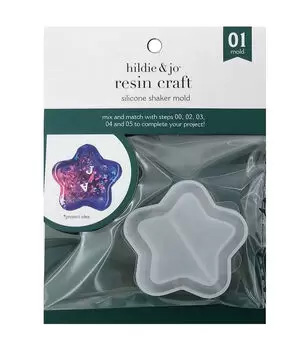 01
mold
hildie & jo™
resin craft
silicone shaker mold
mix and match with steps 00, 02, 03,
04 and 05 to complete your project!
J
A
*project idea